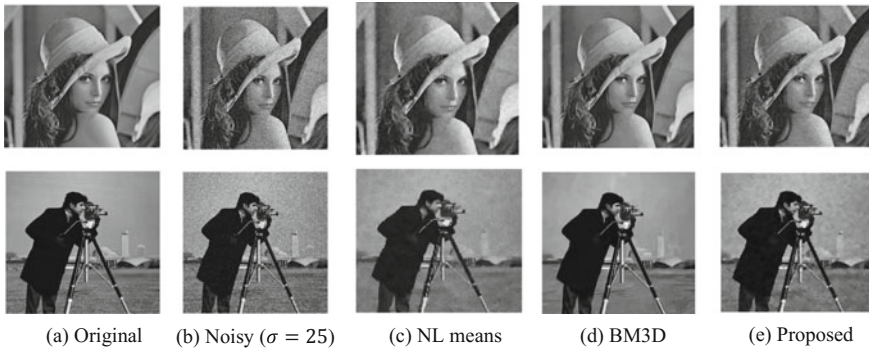 (a) Original (b) Noisy (σ = 25) (c) NL means (d) BM3D (e) Proposed